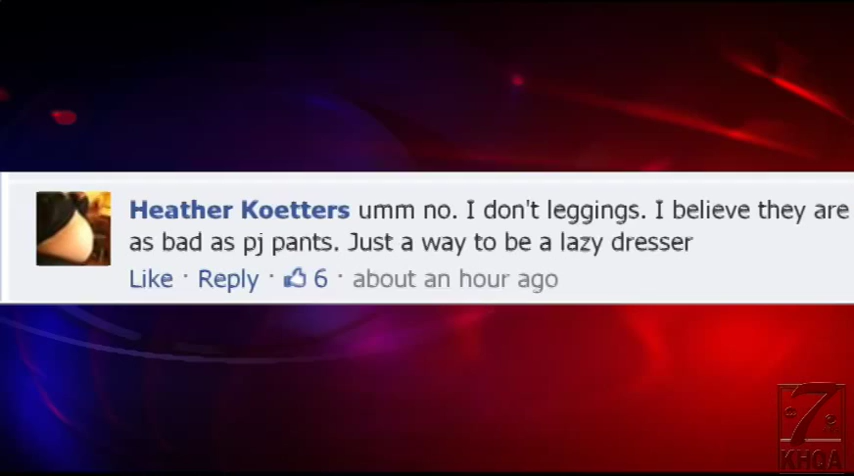 Heather Koetters umm no. I don't leggings. I believe they are
as bad as pj pants. Just a way to be a lazy dresser
Like · Reply · 6 · about an hour ago
7
KHQA